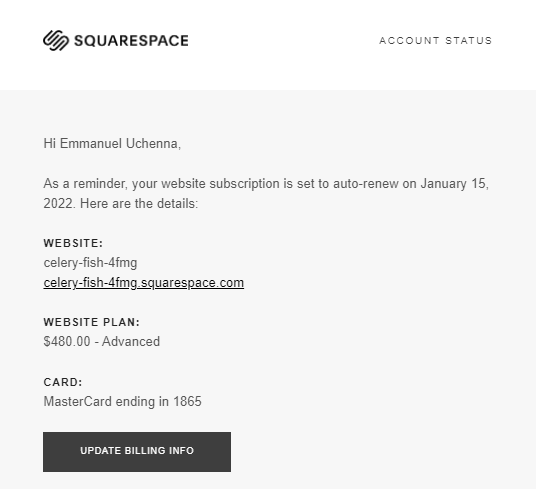 SQUARESPACE
ACCOUNT STATUS
Hi Emmanuel Uchenna,
As a reminder, your website subscription is set to auto-renew on January 15,
2022. Here are the details:
WEBSITE:
celery-fish-4fmg
celery-fish-4fmg.squarespace.com
WEBSITE PLAN:
$480.00 - Advanced
CARD:
MasterCard ending in 1865
UPDATE BILLING INFO